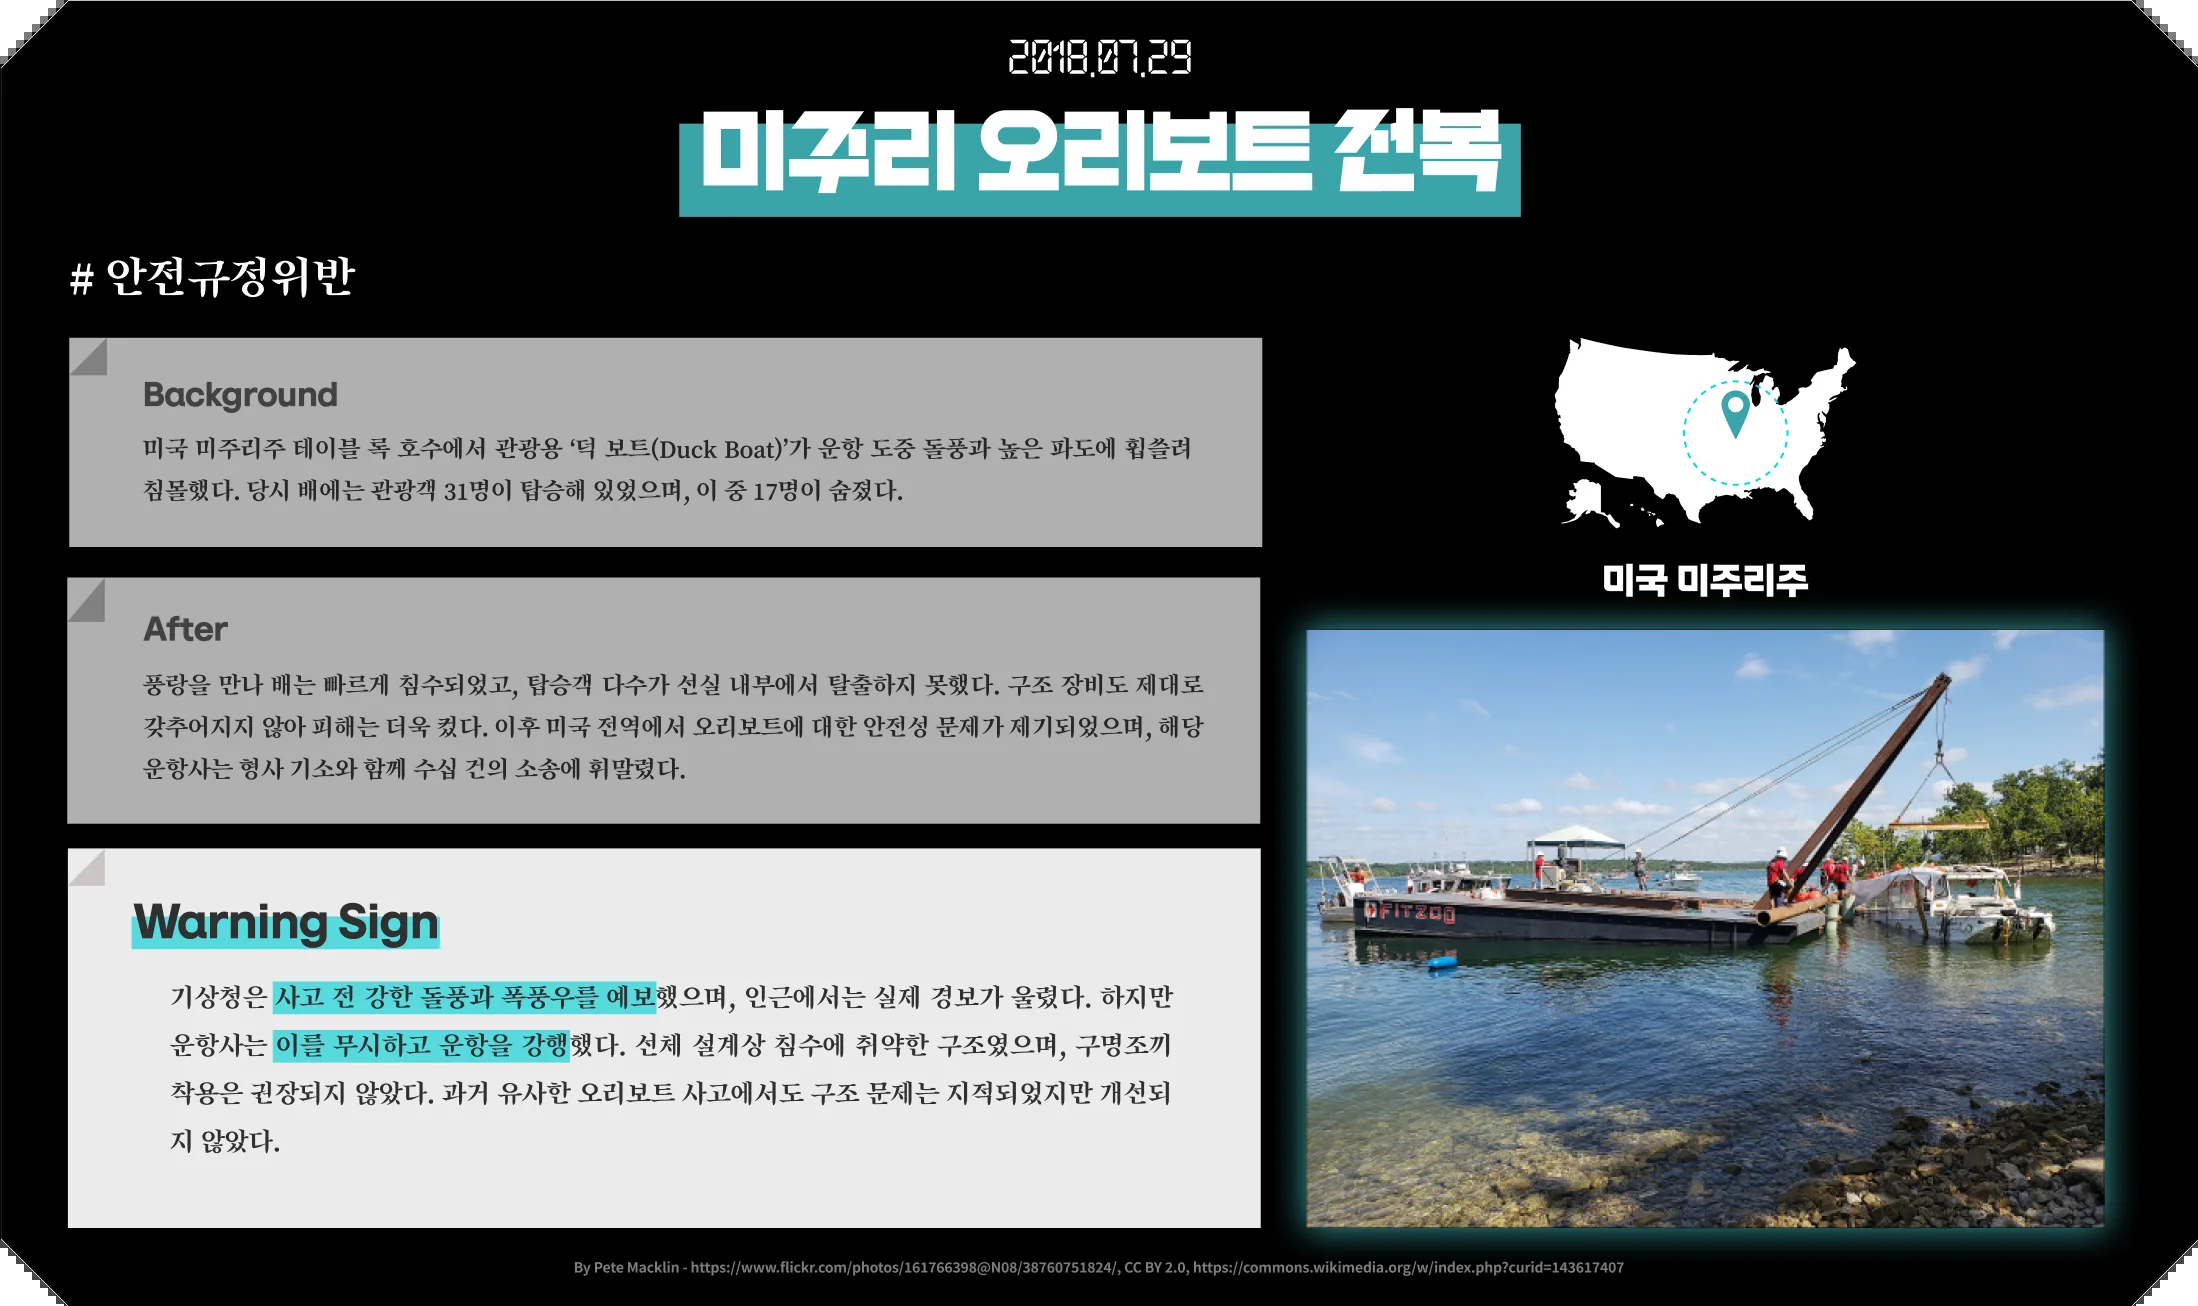 2018.07.29
미주리 오리보트 전복
# 안전규정위반
Background
미국 미주리주 테이블 록 호수에서 관광용 ‘덕 보트(Duck Boat)’가 운항 도중 돌풍과 높은 파도에 휩쓸려
침몰했다. 당시 배에는 관광객 31명이 탑승해 있었으며, 이 중 17명이 숨졌다.
After
풍랑을 만나 배는 빠르게 침수되었고, 탑승객 다수가 선실 내부에서 탈출하지 못했다. 구조 장비도 제대로
갖추어지지 않아 피해는 더욱 컸다. 이후 미국 전역에서 오리보트에 대한 안전성 문제가 제기되었으며, 해당
운항사는 형사 기소와 함께 수십 건의 소송에 휘말렸다.
Warning Sign
기상청은 사고 전 강한 돌풍과 폭풍우를 예보했으며, 인근에서는 실제 경보가 울렸다. 하지만
운항사는 이를 무시하고 운항을 강행했다. 선체 설계상 침수에 취약한 구조였으며, 구명조끼
착용은 권장되지 않았다. 과거 유사한 오리보트 사고에서도 구조 문제는 지적되었지만 개선되
지 않았다.
미국 미주리주
FITZCO
By Pete Macklin - https://www.flickr.com/photos/161766398@N08/38760751824/, CC BY 2.0, https://commons.wikimedia.org/w/index.php?curid=143617407